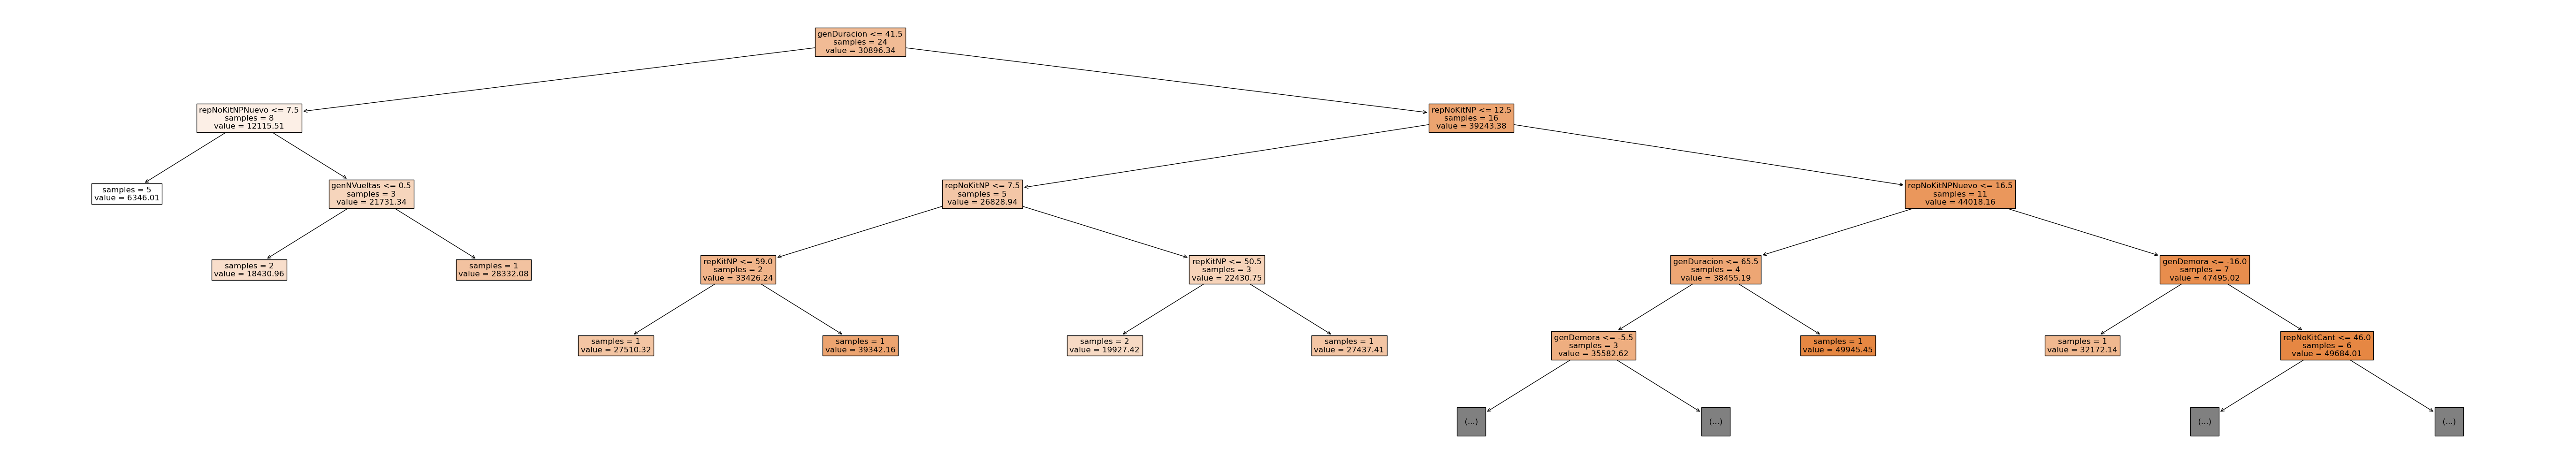 genDuracion <= 41.5
samples = 24
value = 30896.34
repNoKitNPNuevo <= 7.5
samples = 8
value = 12115.51
repNoKitNP <= 12.5
samples = 16
value = 39243.38
samples = 5
value = 6346.01
genNVueltas <= 0.5
samples = 3
value = 21731.34
repNoKitNP <= 7.5
samples = 5
value = 26828.94
repNoKitNPNuevo <= 16.5
samples = 11
value = 44018.16
samples = 2
value = 18430.96
samples = 1
value = 28332.08
repKitNP <= 59.0
samples = 2
value = 33426.24
repKitNP <= 50.5
samples = 3
value = 22430.75
genDuracion <= 65.5
samples = 4
value = 38455.19
genDemora <= -16.0
samples = 7
value = 47495.02
samples = 1
value = 27510.32
samples = 1
value = 39342.16
samples = 2
value = 19927.42
samples = 1
value = 27437.41
genDemora <= -5.5
samples = 3
value = 35582.62
samples = 1
value = 49945.45
samples = 1
value = 32172.14
repNoKitCant <= 46.0
samples = 6
value = 49684.01
(...)
(...)
(...)
(...)